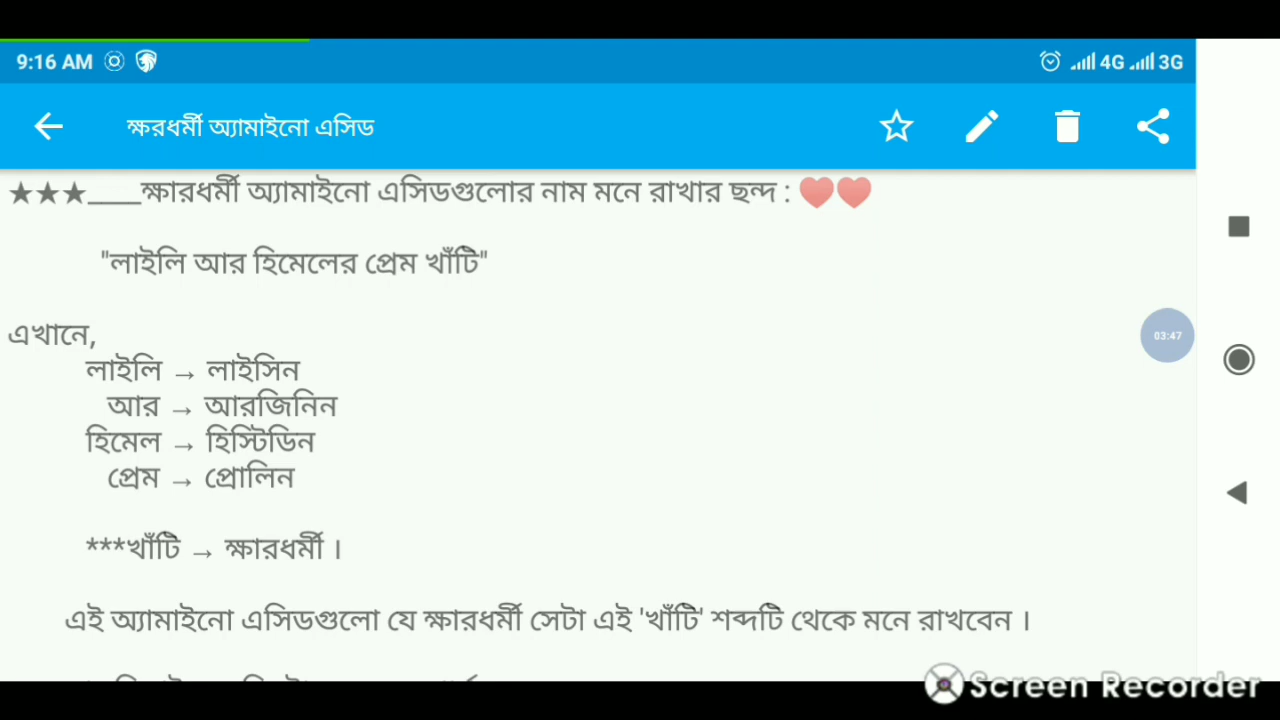 9:16 AM 4G 3G
ক্ষরধর্মী অ্যামাইনো এসিড
★★★____ক্ষারধর্মী অ্যামাইনো এসিডগুলোর নাম মনে রাখার ছন্দ : ♥♥
"লাইলি আর হিমেলের প্রেম খাঁটি"
এখানে,
লাইলি → লাইসিন
03:47
আর → আরজিনিন
হিমেল → হিস্টিডিন
প্রেম → প্রোলিন
***খাঁটি → ক্ষারধর্মী ।
এই অ্যামাইনো এসিডগুলো যে ক্ষারধর্মী সেটা এই 'খাঁটি' শব্দটি থেকে মনে রাখবেন ।
Screen Recorder